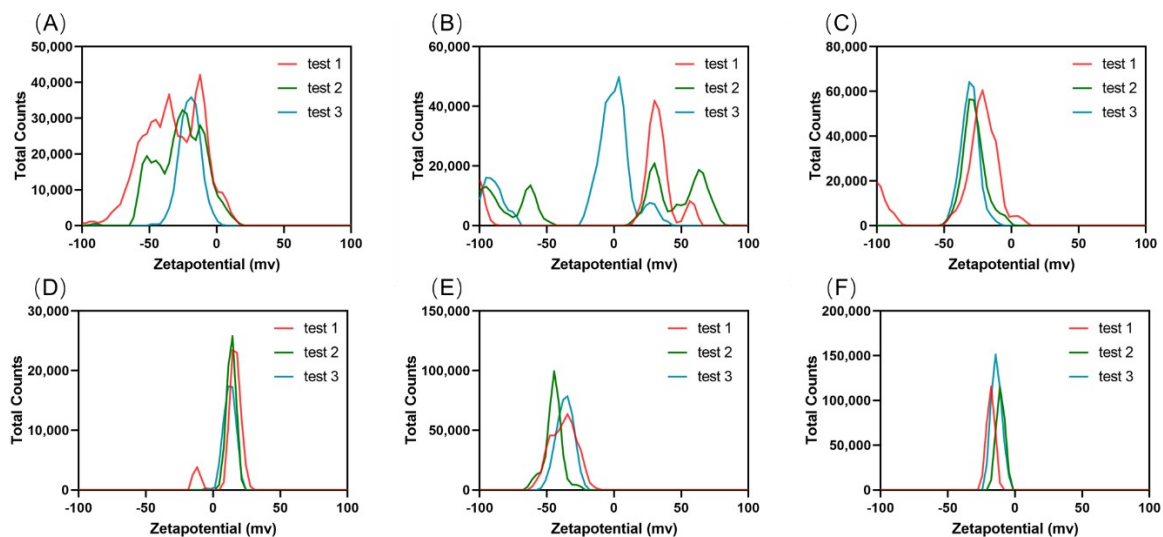 (A)
50,000
40,000
30,000
20,000
10,000
0
Total Counts
-100
-50
0
50
100
Zetapotential (mv)
test 1
test 2
test 3
(B)
60,000
40,000
20,000
0
Total Counts
-100
-50
0
50
100
Zetapotential (mv)
test 1
test 2
test 3
(C)
80,000
60,000
40,000
20,000
0
Total Counts
-100
-50
0
50
100
Zetapotential (mv)
test 1
test 2
test 3
(D)
30,000
20,000
10,000
0
Total Counts
-100
-50
0
50
100
Zetapotential (mv)
test 1
test 2
test 3
(E)
150,000
100,000
50,000
0
Total Counts
-100
-50
0
50
100
Zetapotential (mv)
test 1
test 2
test 3
(F)
200,000
150,000
100,000
50,000
0
Total Counts
-100
-50
0
50
100
Zetapotential (mv)
test 1
test 2
test 3